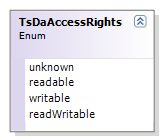 TsDaAccessRights
Enum
unknown
readable
writable
readWritable